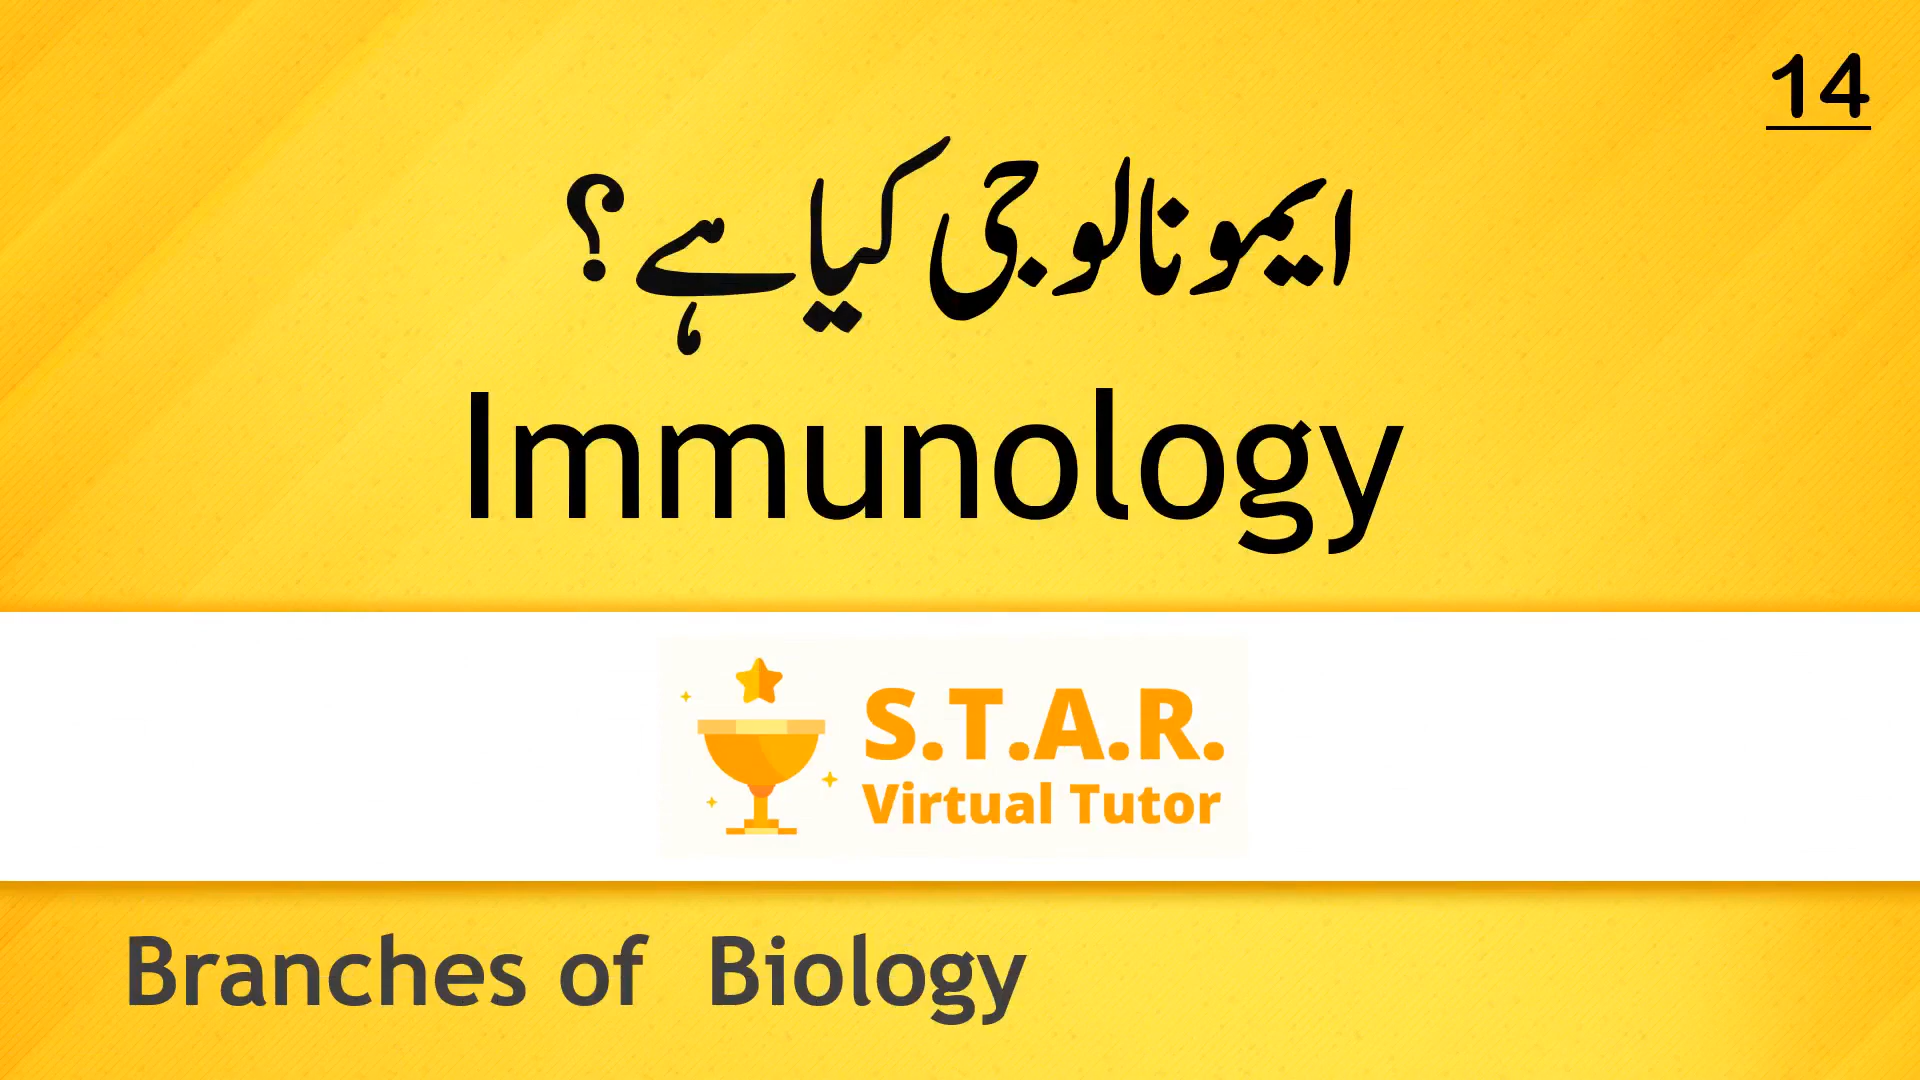 14
ایمونالوجی کیا ہے؟
Immunology
S.T.A.R.
Virtual Tutor
Branches of Biology